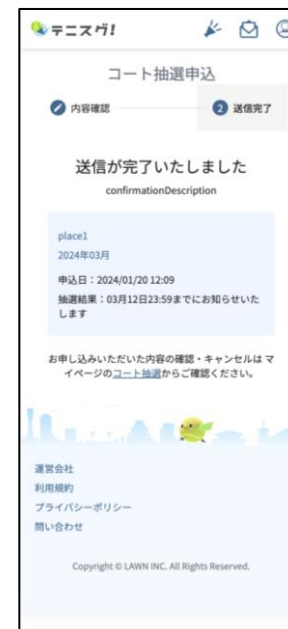 テニスグ!
コート抽選申込
内容確認
2 送信完了
送信が完了いたしました
confirmationDescription
place1
2024年03月
申込日：2024/01/20 12:09
抽選結果：03月12日23:59までにお知らせいた
します
お申し込みいただいた内容の確認・キャンセルは マ
イページのコート抽選からご確認ください。
運営会社
利用規約
プライバシーポリシー
問い合わせ
Copyright © LAWN INC. All Rights Reserved.